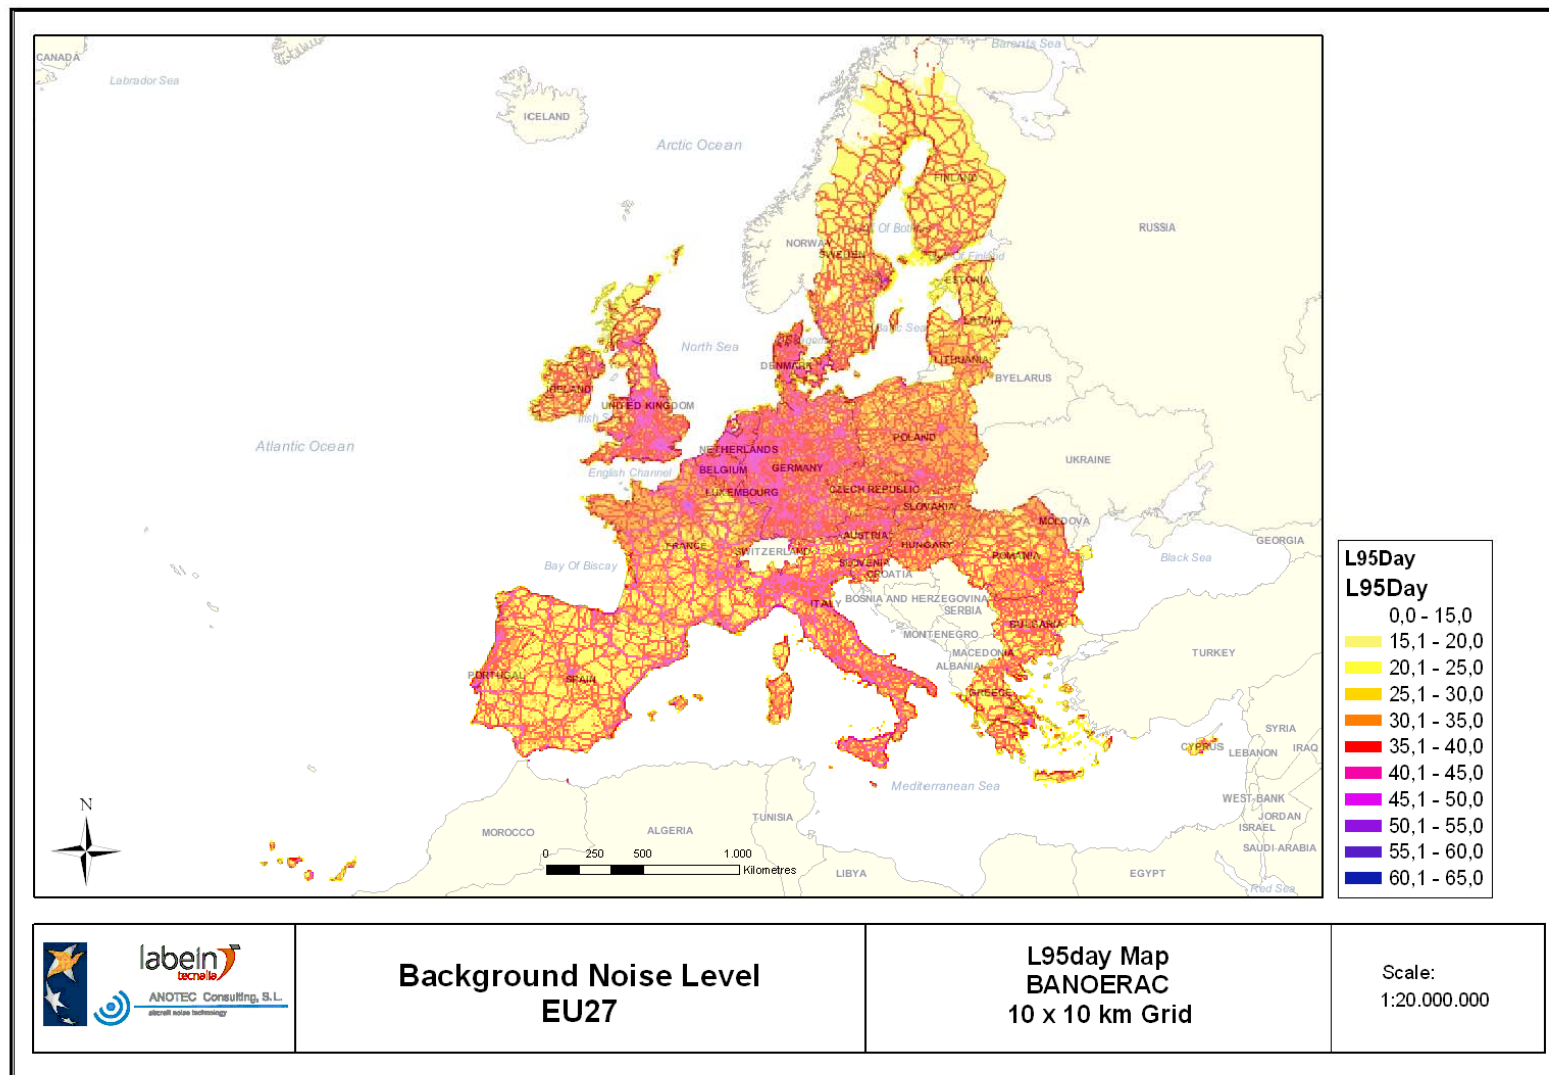 CANADA
Labrador Sea
ICELAND
Arctic Ocean
Barents Sea
FINLAND
RUSSIA
NORWAY
SWEDEN
Of Finland
ESTONIA
LATVIA
LITHUANIA
North Sea
DENMARK
BYELARUS
IRELAND
UNITED KINGDOM
Atlantic Ocean
English Channel
NETHERLANDS
BELGIUM
GERMANY
POLAND
UKRAINE
LUXEMBOURG
CZECH REPUBLIC
SLOVAKIA
MOLDOVA
AUSTRIA
HUNGARY
FRANCE
SWITZERLAND
ROMANIA
GEORGIA
Bay Of Biscay
SLOVENIA
CROATIA
Black Sea
ITALY
BOSNIA AND HERZEGOVINA
SERBIA
BULGARIA
MONTENEGRO
MACEDONIA
ALBANIA
TURKEY
PORTUGAL
SPAIN
GREECE
CYPRUS
SYRIA
LEBANON
IRAQ
Mediterranean Sea
WEST-BANK
JORDAN
ISRAEL
SAUDI-ARABIA
MOROCCO
ALGERIA
TUNISIA
LIBYA
EGYPT
Red Sea
N
0 250 500 1.000
Kilometres
L95Day
L95Day
0,0 - 15,0
15,1 - 20,0
20,1 - 25,0
25,1 - 30,0
30,1 - 35,0
35,1 - 40,0
40,1 - 45,0
45,1 - 50,0
50,1 - 55,0
55,1 - 60,0
60,1 - 65,0
labein
tecnalia
ANOTEC Consulting, S.L.
aircraft noise technology
Background Noise Level
EU27
L95day Map
BANOERAC
10 x 10 km Grid
Scale:
1:20.000.000